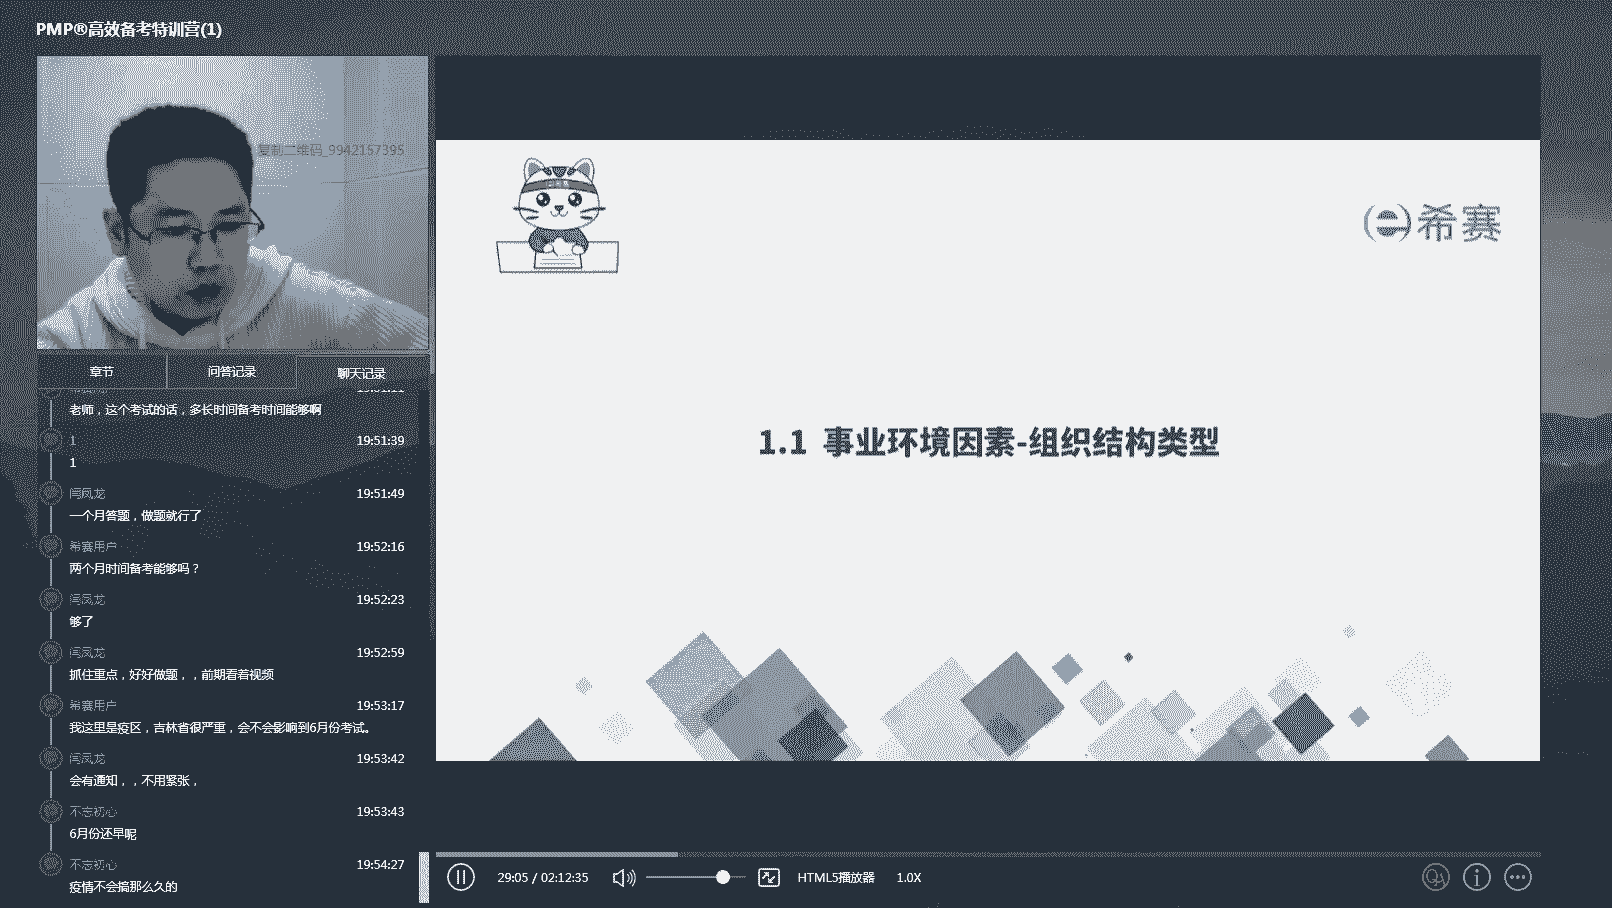 PMP®高效备考特训营(1)
复制二维码_9942157395
希赛
1.1 事业环境因素-组织结构类型
章节
问答记录
聊天记录
老师，这个考试的话，多长时间备考时间能够啊
1 19:51:39
1
闫凤龙 19:51:49
一个月答题，做题就行了
希赛用户 19:52:16
两个月时间备考能够吗？
闫凤龙 19:52:23
够了
闫凤龙 19:52:59
抓住重点，好好做题，，前期看着视频
希赛用户 19:53:17
我这里是疫区，吉林省很严重，会不会影响到6月份考试。
闫凤龙 19:53:42
会有通知，，不用紧张，
不忘初心 19:53:43
6月份还早呢
不忘初心 19:54:27
疫情不会搞那么久的
29:05 / 02:12:35
HTML5播放器
1.0X